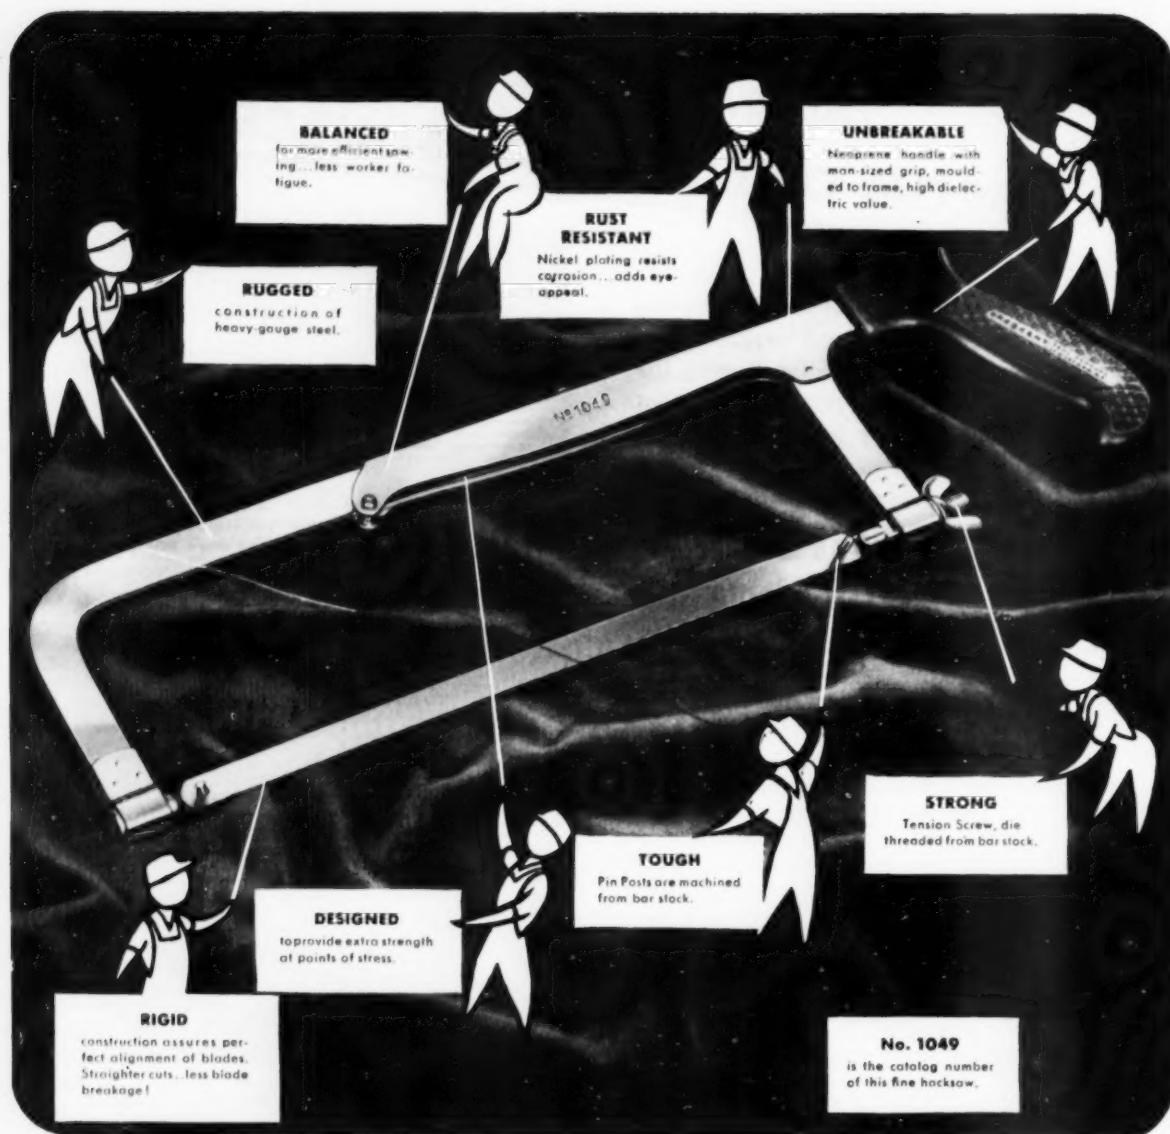 BALANCED
for more efficient saw-
ing...less worker fa-
tigue.
UNBREAKABLE
Neoprene handle with
man-sized grip, mould-
ed to frame, high dielec-
tric value.
RUST
RESISTANT
Nickel plating resists
corrosion...adds eye-
appeal.
RUGGED
construction of
heavy-gauge steel.
No 1049
STRONG
Tension Screw, die
threaded from bar stock.
TOUGH
Pin Posts are machined
from bar stock.
DESIGNED
to provide extra strength
at points of stress.
RIGID
construction assures per-
fect alignment of blades.
Straighter cuts...less blade
breakage!
No. 1049
is the catalog number
of this fine hacksaw.